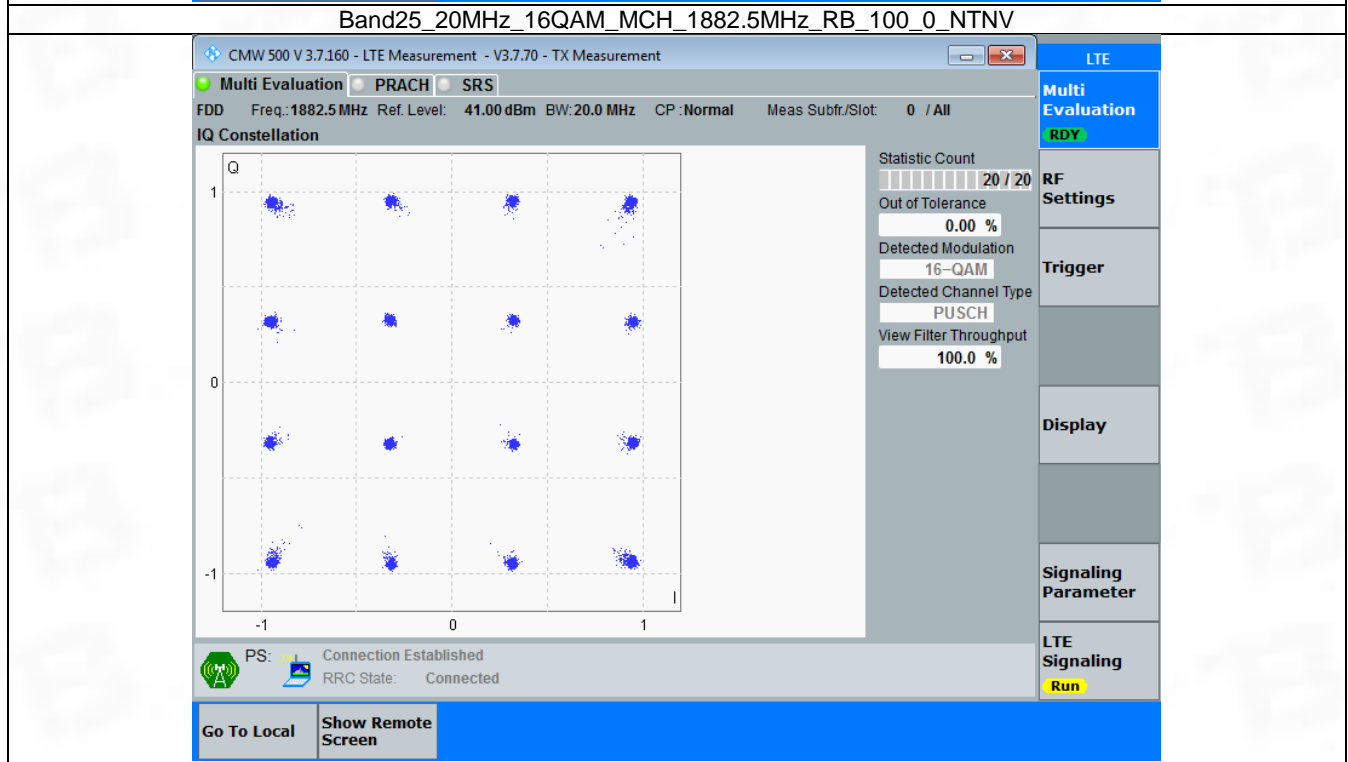 Band25_20MHz_16QAM_MCH_1882.5MHz_RB_100_0_NTNV
CMW 500 V 3.7.160 - LTE Measurement - V3.7.70 - TX Measurement
LTE
Multi Evaluation PRACH SRS
FDD Freq.:1882.5 MHz Ref. Level: 41.00 dBm BW:20.0 MHz CP :Normal Meas Subfr./Slot: 0 / All
IQ Constellation
Q
1
0
-1
-1
0
1
I
Statistic Count
20 / 20
Out of Tolerance
0.00 %
Detected Modulation
16-QAM
Detected Channel Type
PUSCH
View Filter Throughput
100.0 %
Multi
Evaluation
RDY
RF
Settings
Trigger
Display
Signaling
Parameter
LTE
Signaling
Run
PS: Connection Established
RRC State: Connected
Go To Local
Show Remote
Screen